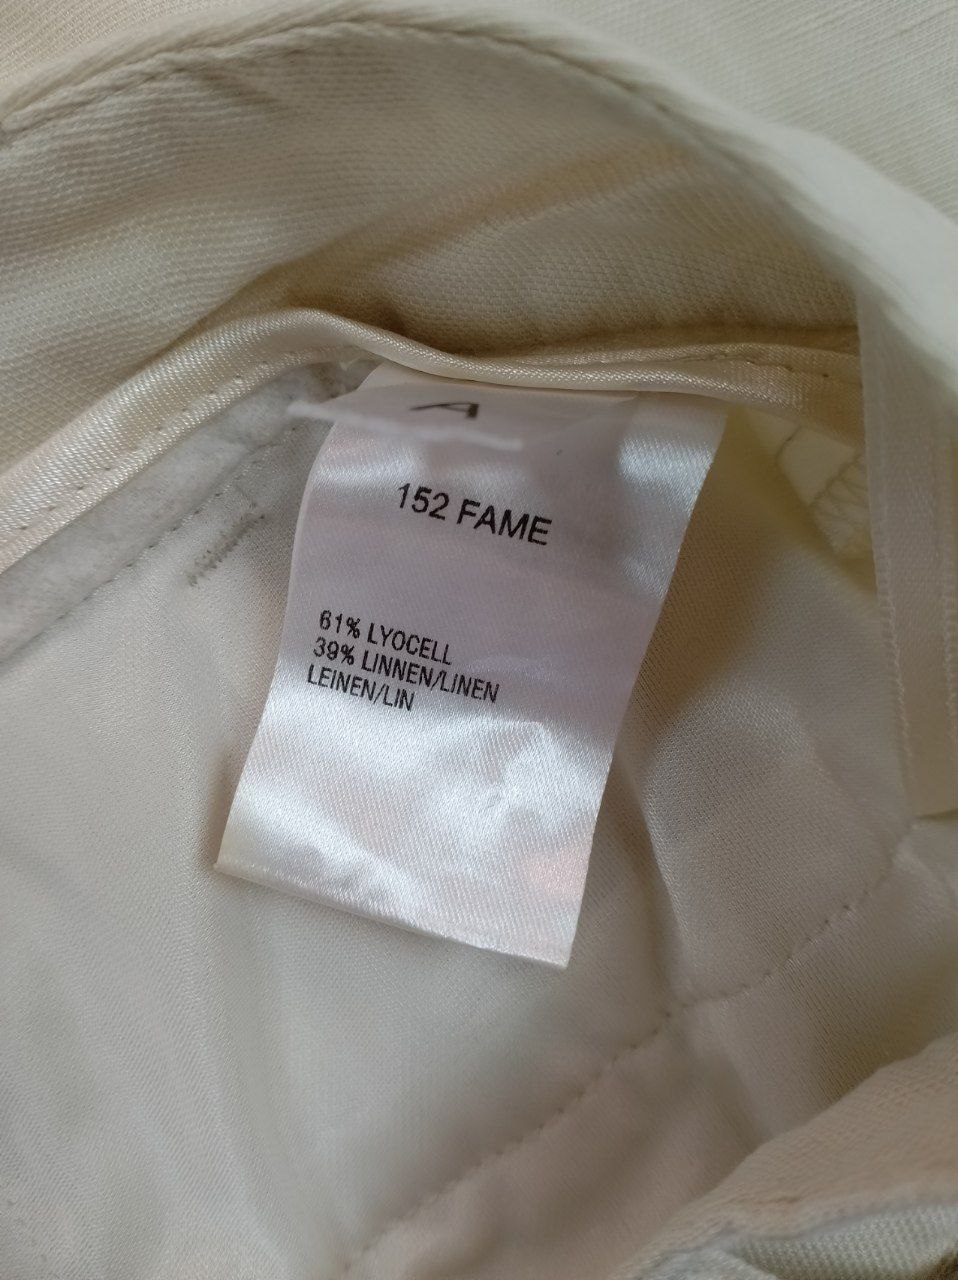 A
152 FAME
61% LYOCELL
39% LINNEN/LINEN
LEINEN/LIN